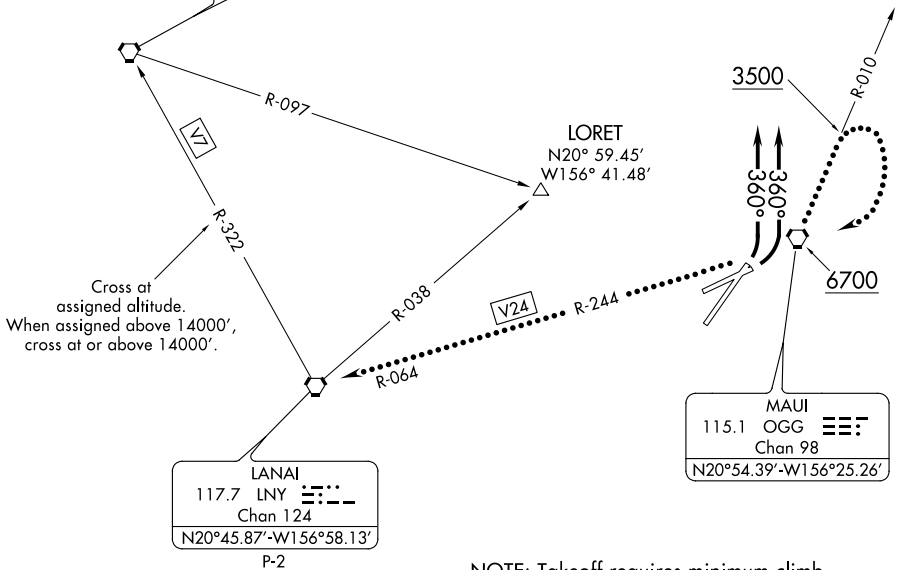 R-010
3500
R-097
V7
LORET
N20° 59.45'
W156° 41.48'
360°
360°
R-322
6700
Cross at
assigned altitude.
When assigned above 14000',
cross at or above 14000'.
R-038
V24
R-244
R-064
MAUI
115.1 OGG
Chan 98
N20°54.39'-W156°25.26'
LANAI
117.7 LNY
Chan 124
N20°45.87'-W156°58.13'
P-2
NOTE: Takeoff requires minimum climb